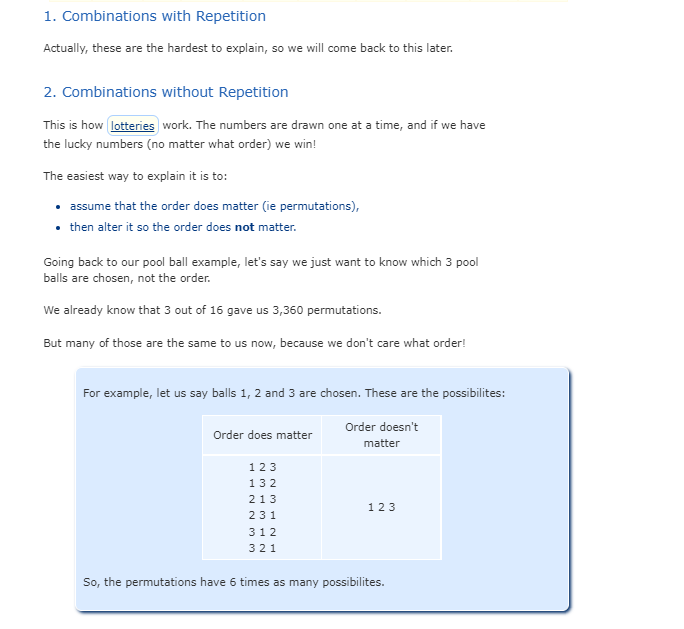 1. Combinations with Repetition
Actually, these are the hardest to explain, so we will come back to this later.
2. Combinations without Repetition
This is how lotteries work. The numbers are drawn one at a time, and if we have
the lucky numbers (no matter what order) we win!
The easiest way to explain it is to:
• assume that the order does matter (ie permutations),
• then alter it so the order does not matter.
Going back to our pool ball example, let's say we just want to know which 3 pool
balls are chosen, not the order.
We already know that 3 out of 16 gave us 3,360 permutations.
But many of those are the same to us now, because we don't care what order!
For example, let us say balls 1, 2 and 3 are chosen. These are the possibilites:
Order does matter
Order doesn't
matter
1 2 3
1 3 2
2 1 3
2 3 1
3 1 2
3 2 1
1 2 3
So, the permutations have 6 times as many possibilites.